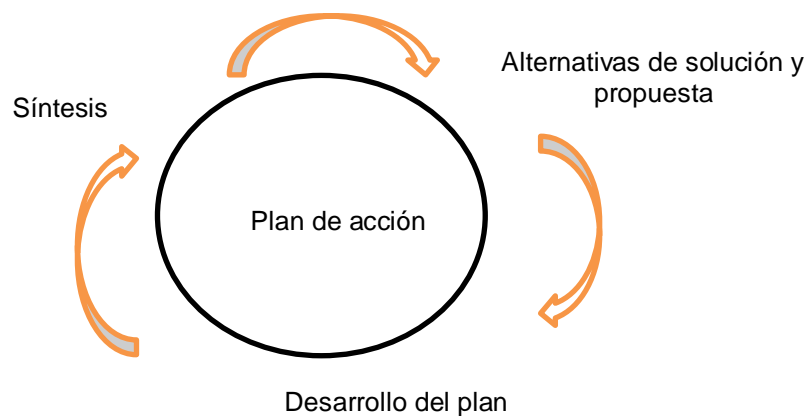 Alternativas de solución y
propuesta
Síntesis
Plan de acción
Desarrollo del plan